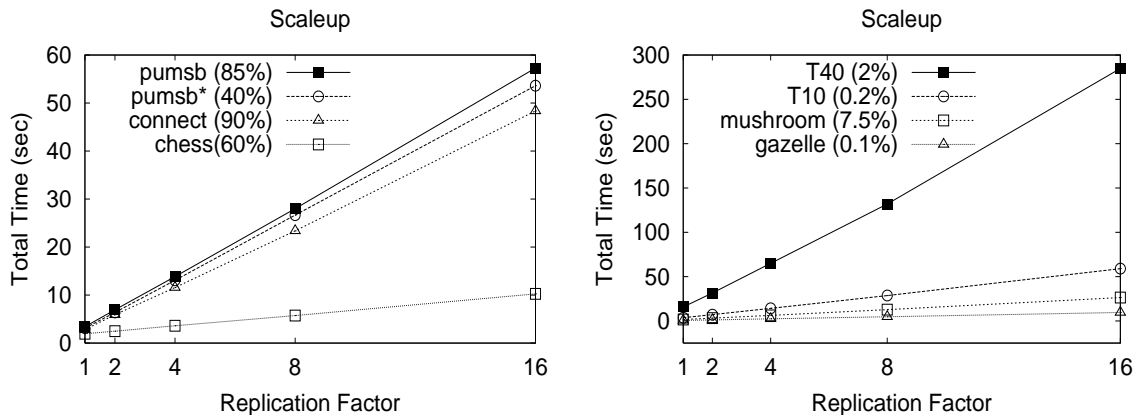 Scaleup
60
50
40
30
20
10
0
Total Time (sec)
pumsb (85%)
pumsb* (40%)
connect (90%)
chess(60%)
1 2 4 8 16
Replication Factor
Scaleup
300
250
200
150
100
50
0
Total Time (sec)
T40 (2%)
T10 (0.2%)
mushroom (7.5%)
gazelle (0.1%)
1 2 4 8 16
Replication Factor